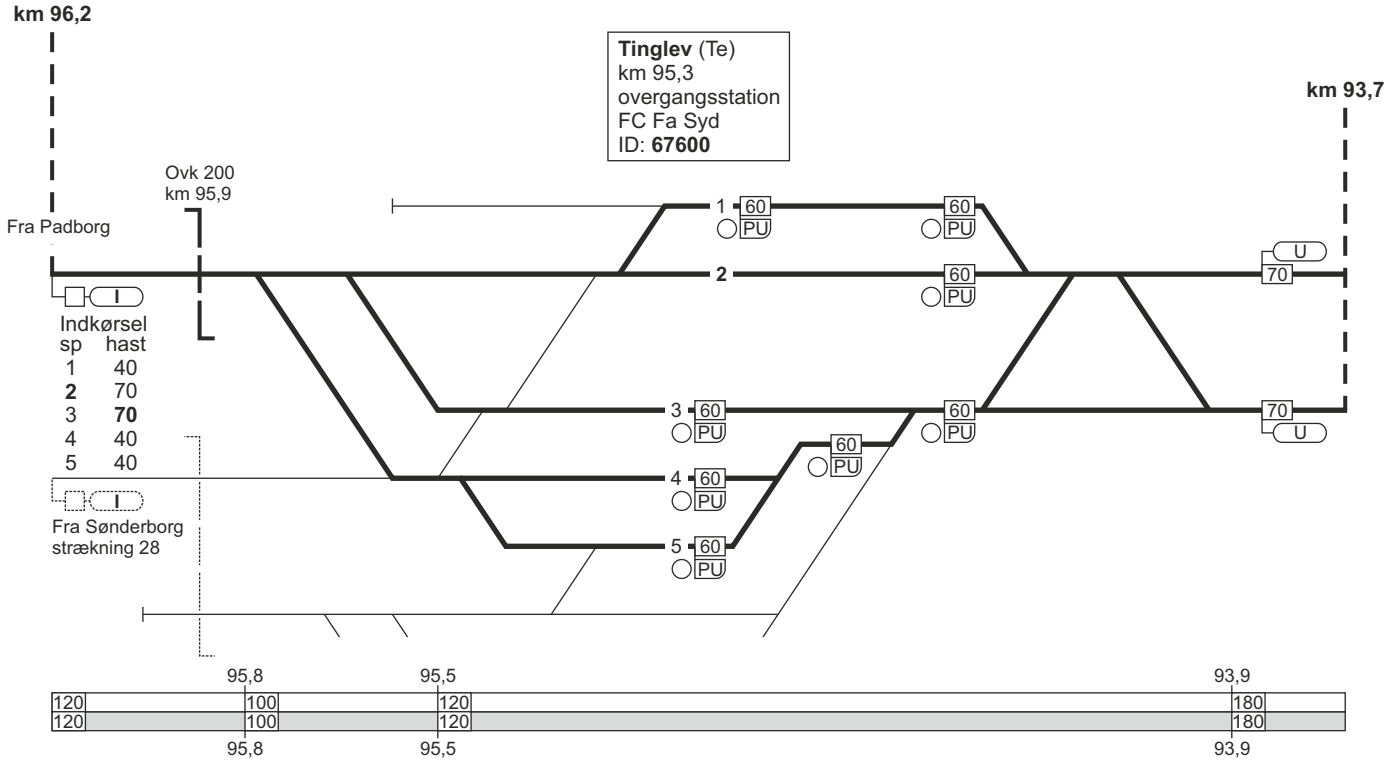 km 96,2
Tinglev (Te)
km 95,3
overgangsstation
FC Fa Syd
ID: 67600
km 93,7
Ovk 200
km 95,9
Fra Padborg
1 60 60
PU PU
U
2 60 70
PU
I
Indkørsel
sp hast
1 40
2 70
3 70
4 40
5 40
3 60 60 70
PU PU U
60
PU
4 60
PU
I
Fra Sønderborg
strækning 28
5 60
PU
95,8 95,5 93,9
120 100 120 180
120 100 120 180
95,8 95,5 93,9